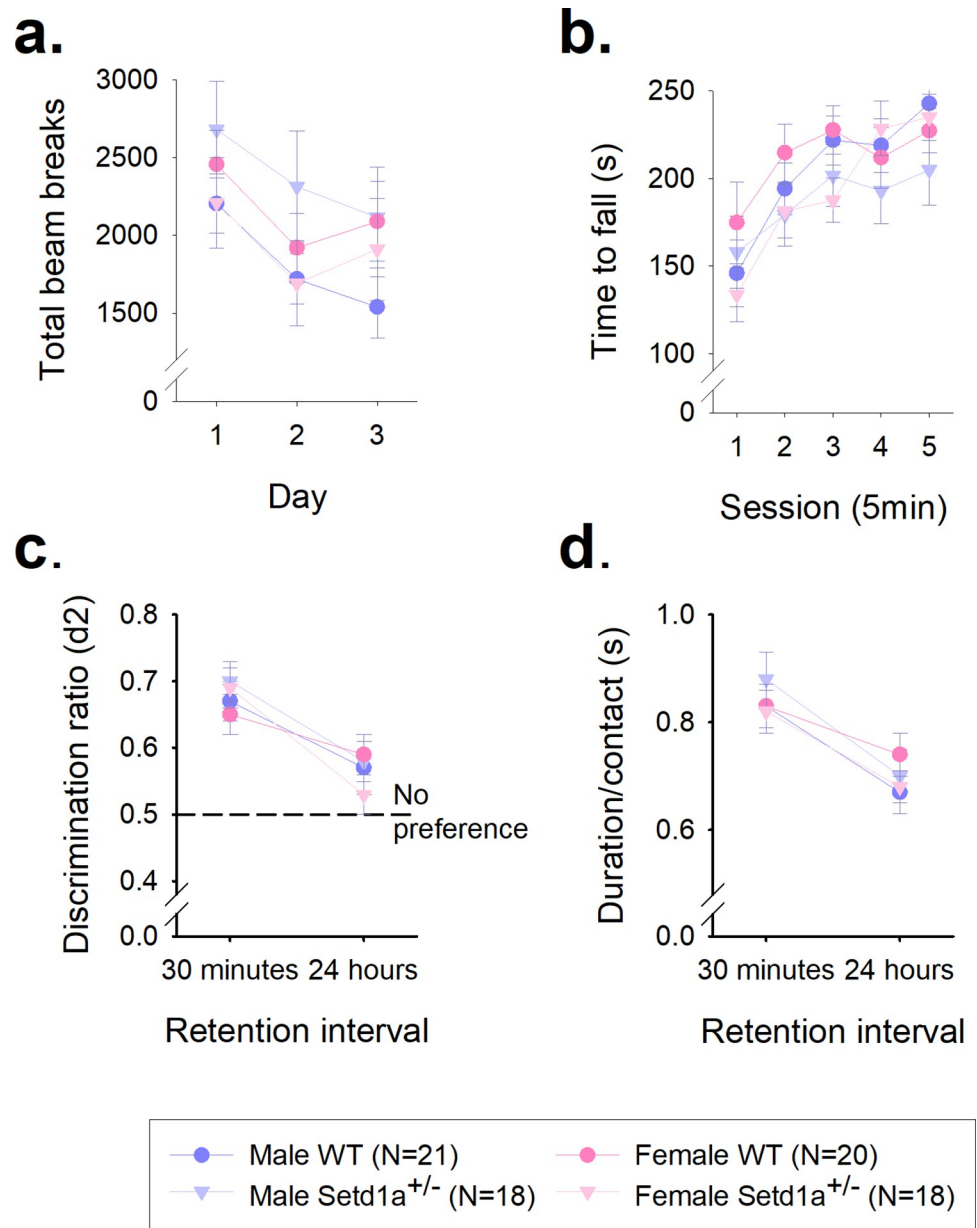 a.
3000
2500
2000
1500
0
Total beam breaks
1
2
3
Day
b.
250
200
150
100
0
Time to fall (s)
1
2
3
4
5
Session (5min)
c.
0.8
0.7
0.6
0.5
0.4
0.0
Discrimination ratio (d2)
No
preference
30 minutes 24 hours
Retention interval
d.
1.0
0.8
0.6
0.0
Duration/contact (s)
30 minutes 24 hours
Retention interval
Male WT (N=21)
Female WT (N=20)
Male Setd1a+/- (N=18)
Female Setd1a+/- (N=18)